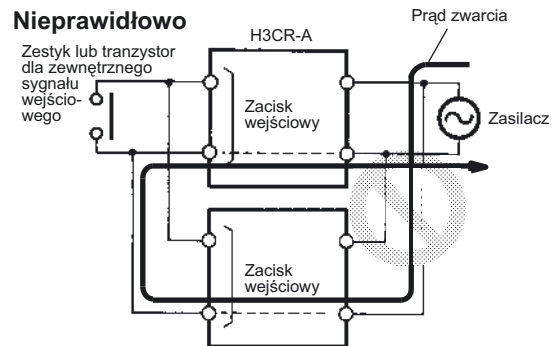 Nieprawidłowo
Zestyk lub tranzystor
dla zewnętrznego
sygnału
wejścio-
wego
H3CR-A
Prąd zwarcia
Zacisk
wejściowy
Zasilacz
Zacisk
wejściowy